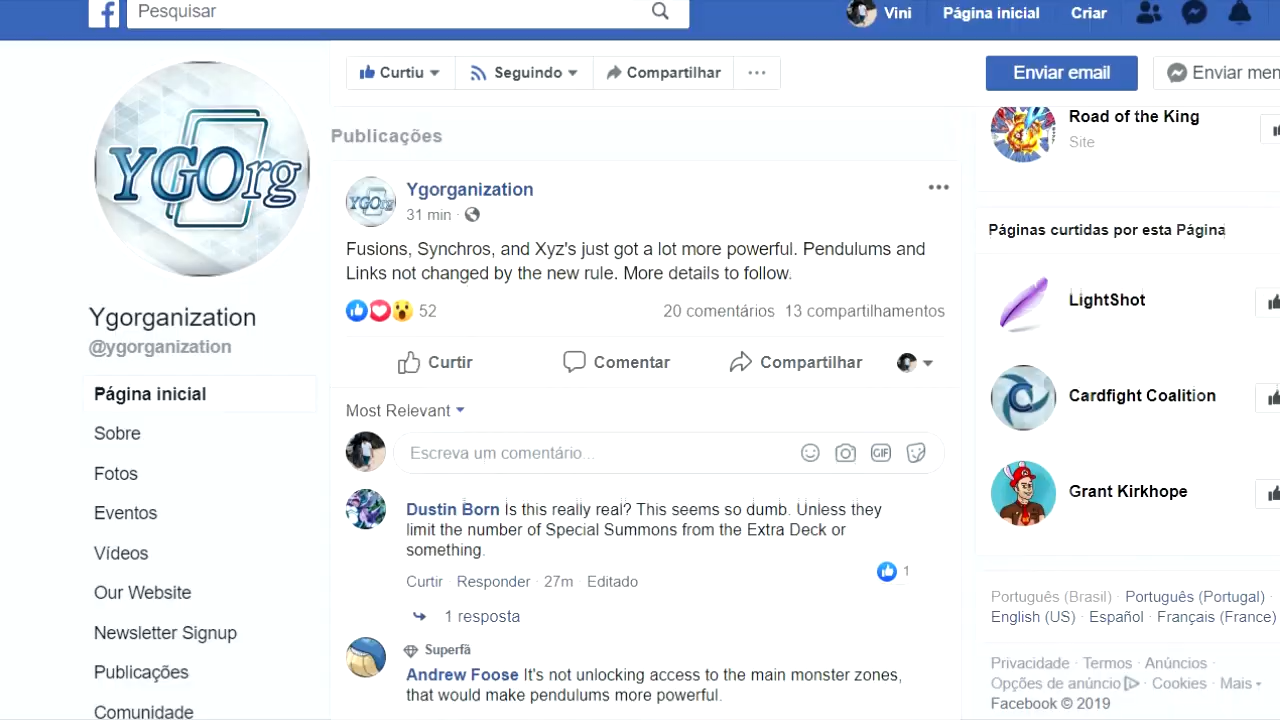 Pesquisar
Vini
Página inicial
Criar
YGOrg
Curtiu
Seguindo
Compartilhar
Enviar email
Enviar men
Publicações
Ygorganization
31 min
Fusions, Synchros, and Xyz's just got a lot more powerful. Pendulums and
Links not changed by the new rule. More details to follow.
52
20 comentários 13 compartilhamentos
Curtir
Comentar
Compartilhar
Most Relevant
Escreva um comentário...
GIF
Dustin Born Is this really real? This seems so dumb. Unless they
limit the number of Special Summons from the Extra Deck or
something.
Curtir · Responder · 27m · Editado
1
1 resposta
Superfã
Andrew Foose It's not unlocking access to the main monster zones,
that would make pendulums more powerful.
Ygorganization
@ygorganization
Página inicial
Sobre
Fotos
Eventos
Vídeos
Our Website
Newsletter Signup
Publicações
Comunidade
Road of the King
Site
Páginas curtidas por esta Página
LightShot
Cardfight Coalition
Grant Kirkhope
Português (Brasil) · Português (Portugal) ·
English (US) · Español · Français (France) ·
Privacidade · Termos · Anúncios ·
Opções de anúncio · Cookies · Mais
Facebook © 2019